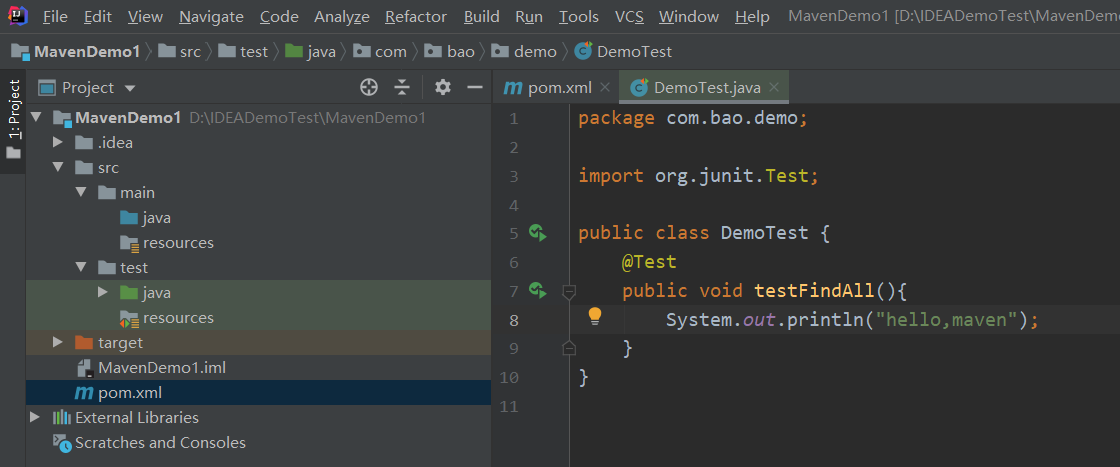 File Edit View Navigate Code Analyze Refactor Build Run Tools VCS Window Help MavenDemo1 [D:\IDEADemoTest\MavenDemo
MavenDemo1 src test java com bao demo DemoTest
1: Project
Project
pom.xml DemoTest.java
MavenDemo1 D:\IDEADemoTest\MavenDemo1
.idea
src
main
java
resources
test
java
resources
target
MavenDemo1.iml
pom.xml
External Libraries
Scratches and Consoles
1 package com.bao.demo;
2
3 import org.junit.Test;
4
5 public class DemoTest {
6 @Test
7 public void testFindAll(){
8 System.out.println("hello,maven");
9 }
10 }
11